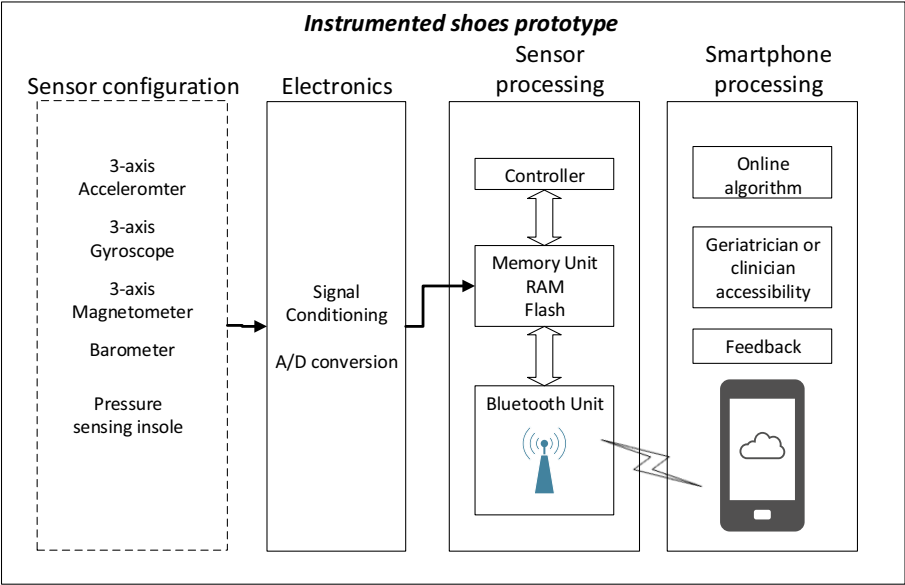 Instrumented shoes prototype
Sensor configuration
3-axis
Acceleromter
3-axis
Gyroscope
3-axis
Magnetometer
Barometer
Pressure
sensing insole
Electronics
Signal
Conditioning
A/D conversion
Sensor
processing
Controller
Memory Unit
RAM
Flash
Bluetooth Unit
Smartphone
processing
Online
algorithm
Geriatrician or
clinician
accessibility
Feedback